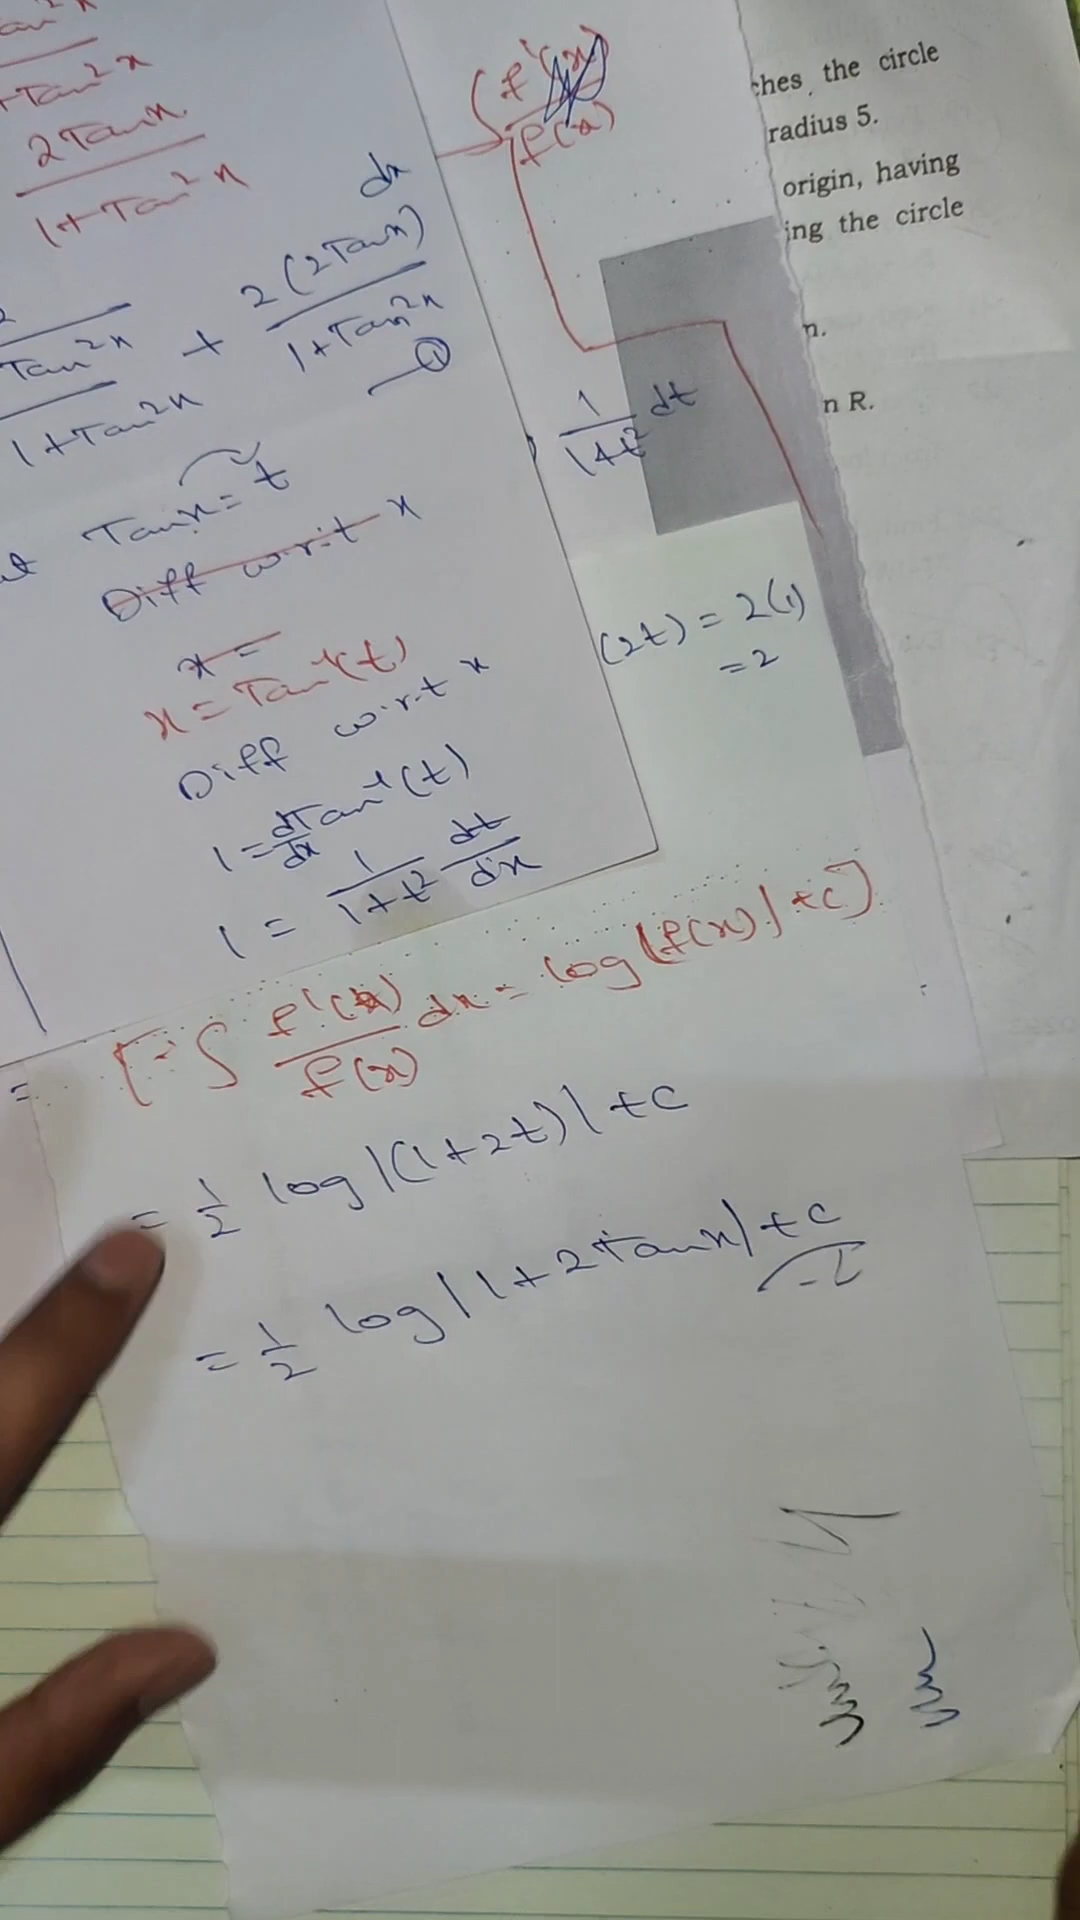 +Tan²x
2Tanx
1+Tan²x
dx
+ 2(2Tanx)
Tan²x
1+Tan²x
1+Tan²x
①
Tanx = t
Diff w.r.t x
x =
x = Tan⁻¹(t)
Diff w.r.t x
1 = d/dx Tan⁻¹(t)
1 = 1/(1+t²) dt/dx
f'(x)
f(x)
1/(1+t²) dt
(2t) = 2(1)
= 2
ches the circle
radius 5.
origin, having
ing the circle
n.
n R.
=
[∵ ∫ f'(x)/f(x) dx = log|f(x)|+c]
= 1/2 log|(1+2t)|+c
= 1/2 log|1+2tanx|+c